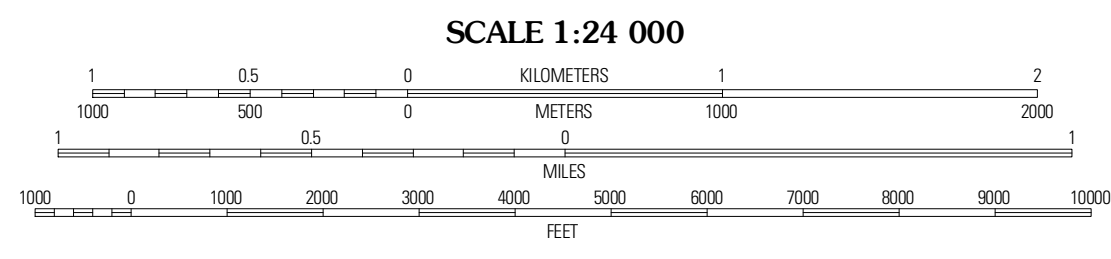 SCALE 1:24 000
1 0.5 0 KILOMETERS 1 2
1000 500 0 METERS 1000 2000
1 0.5 0 1
MILES
1000 0 1000 2000 3000 4000 5000 6000 7000 8000 9000 10000
FEET